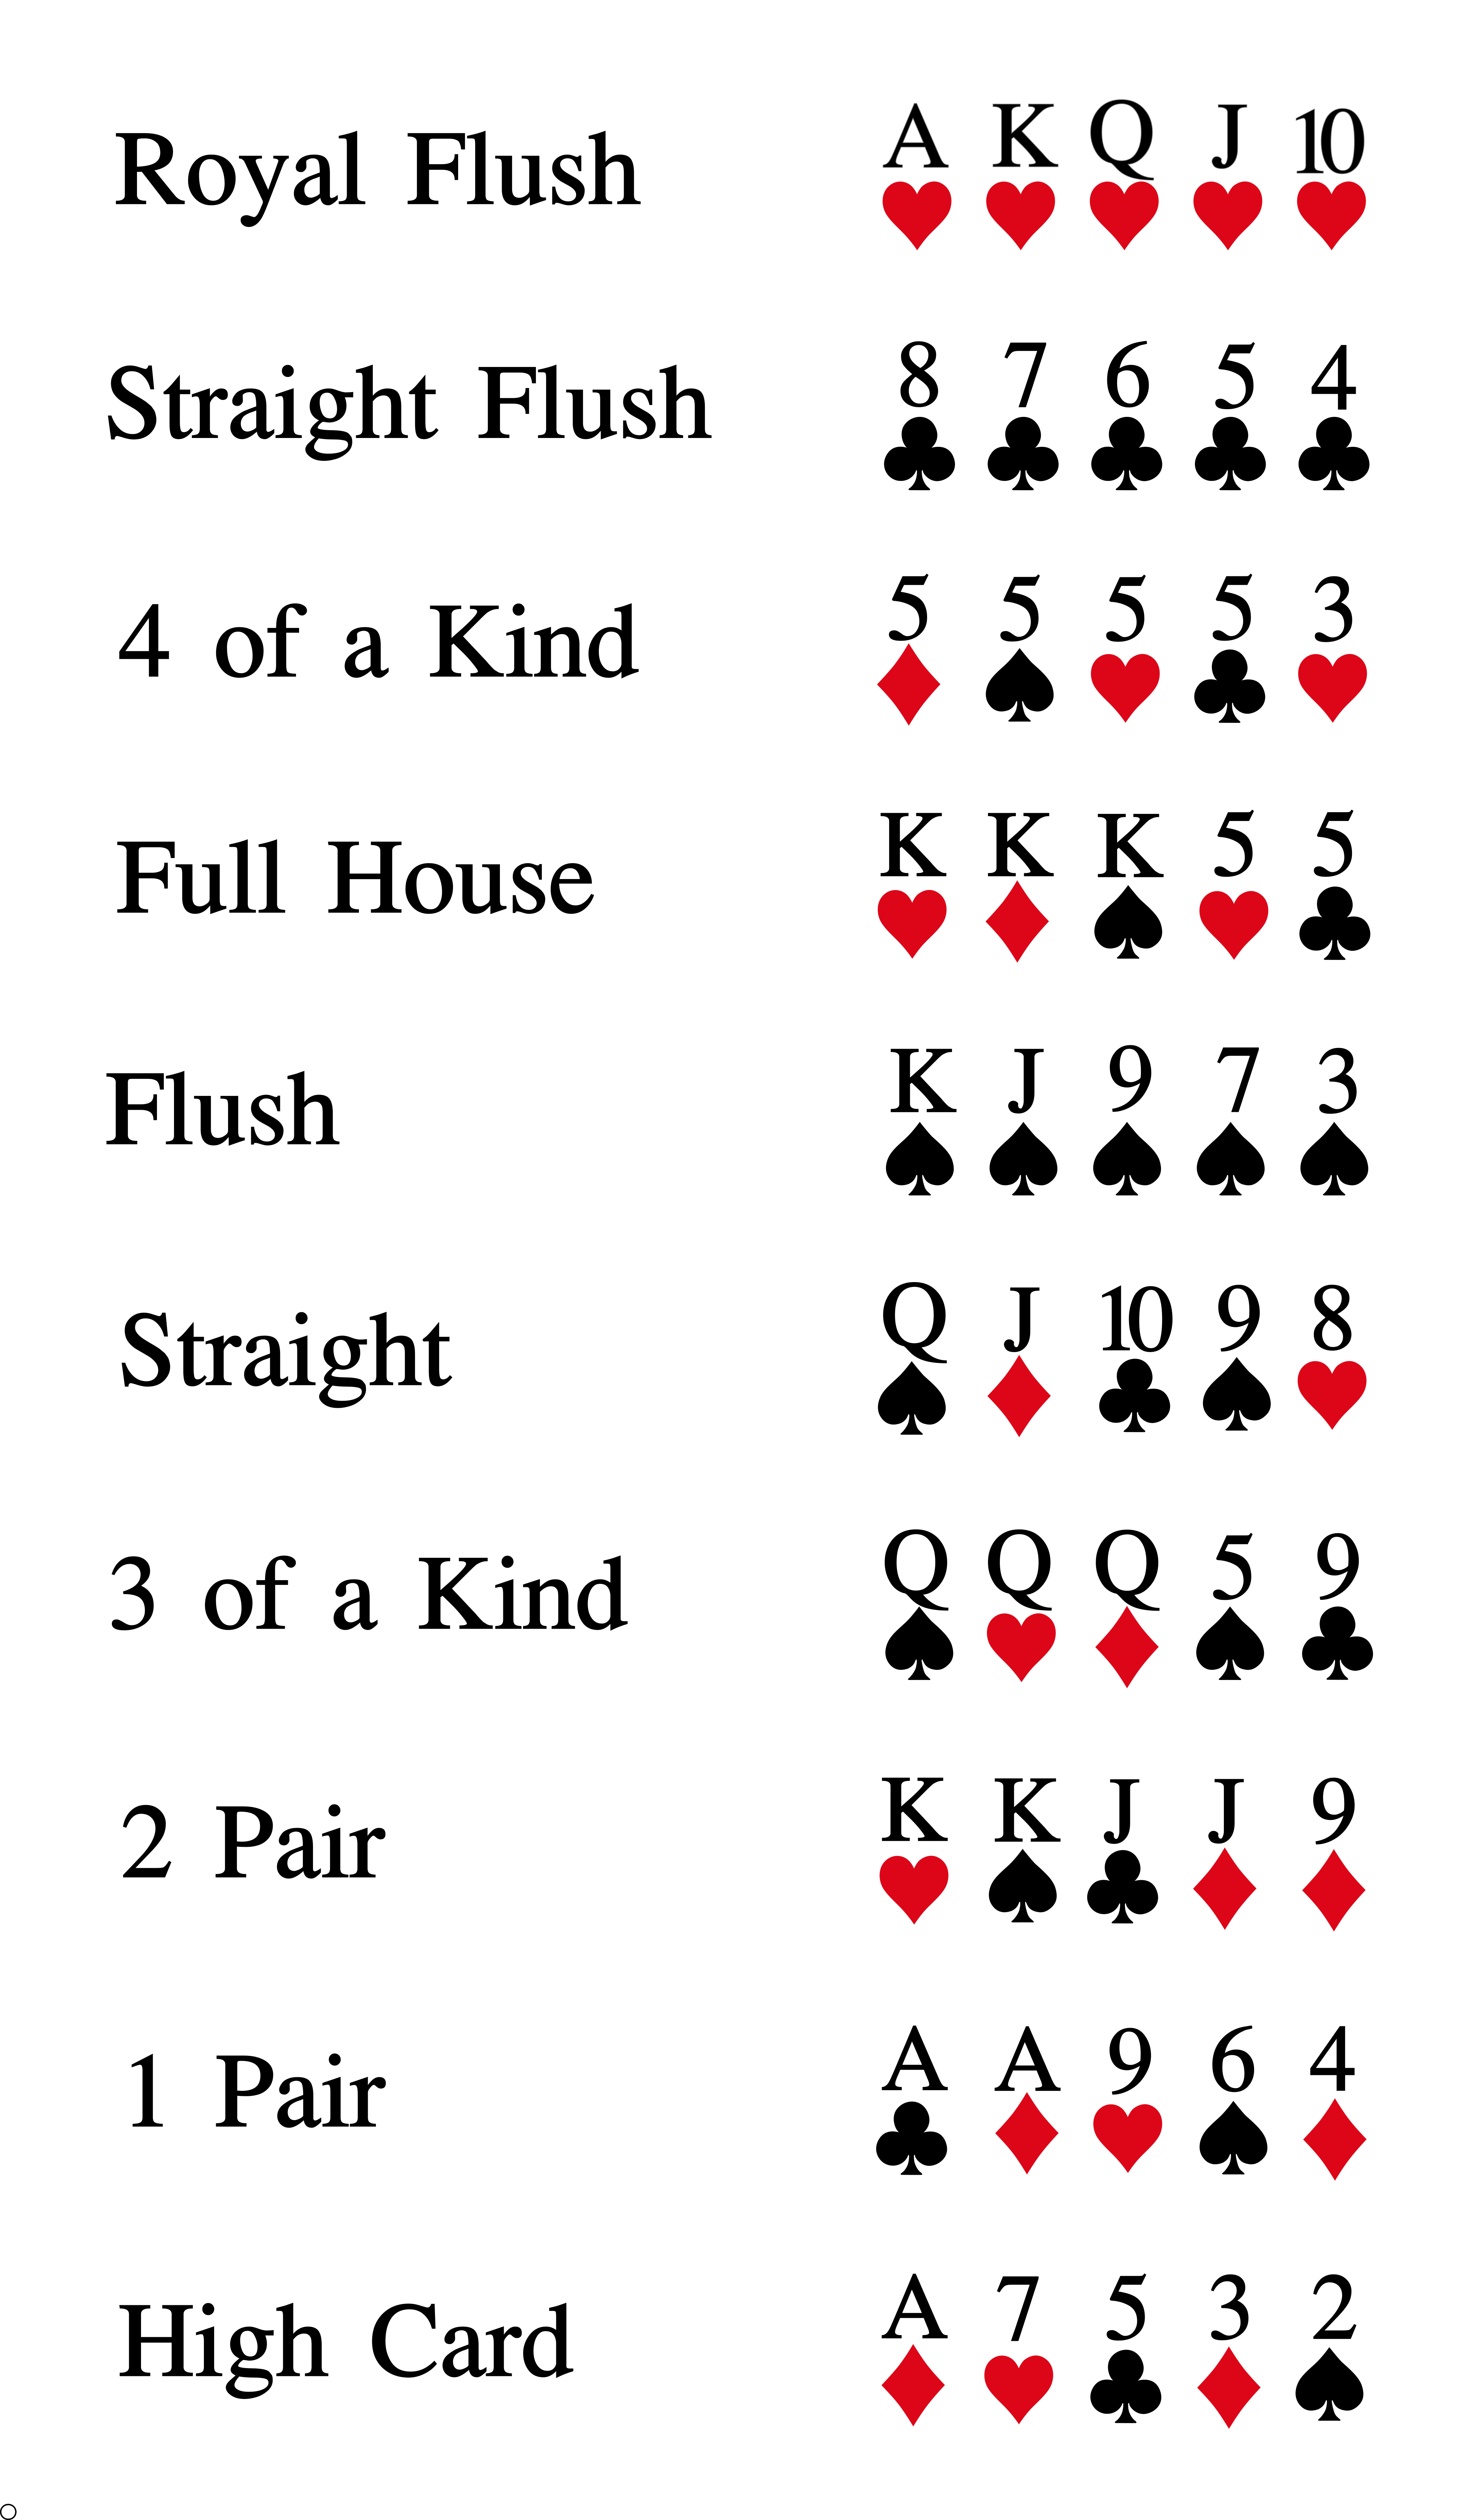 Royal Flush A K Q J 10
Straight Flush 8 7 6 5 4
4 of a Kind 5 5 5 5 3
Full House K K K 5 5
Flush K J 9 7 3
Straight Q J 10 9 8
3 of a Kind Q Q Q 5 9
2 Pair K K J J 9
1 Pair A A 9 6 4
High Card A 7 5 3 2